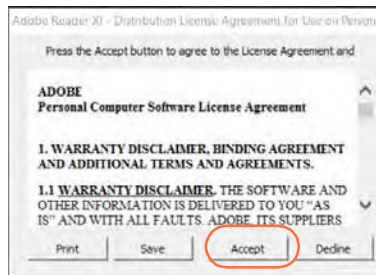 Adobe Reader XI - Distribution License Agreement for Use on Person
Press the Accept button to agree to the License Agreement and
ADOBE
Personal Computer Software License Agreement
1. WARRANTY DISCLAIMER, BINDING AGREEMENT
AND ADDITIONAL TERMS AND AGREEMENTS.
1.1 WARRANTY DISCLAIMER. THE SOFTWARE AND
OTHER INFORMATION IS DELIVERED TO YOU "AS
IS" AND WITH ALL FAULTS. ADOBE, ITS SUPPLIERS
Print Save Accept Decline